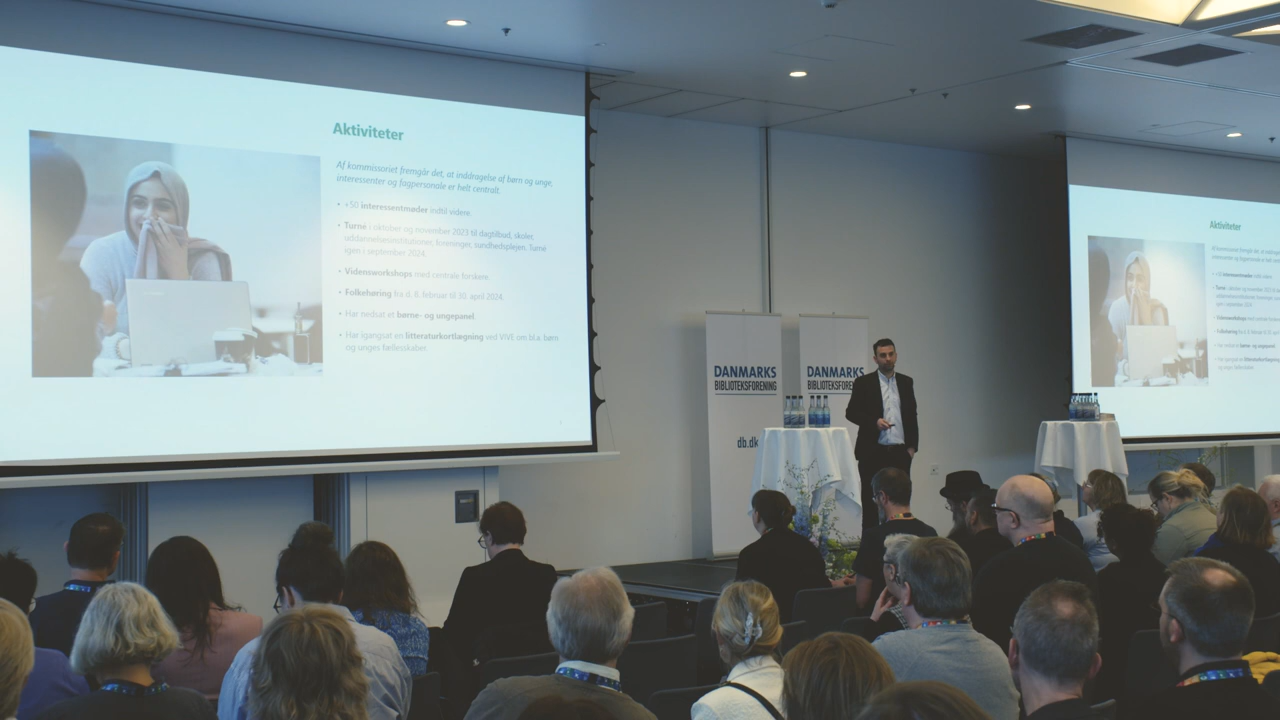 Aktiviteter
Af kommissoriet fremgår det, at inddragelse af børn og unge,
interessenter og fagpersonale er helt centralt.
• +50 interessentmøder indtil videre.
• Turné i oktober og november 2023 til dagtilbud, skoler,
uddannelsesinstitutioner, foreninger, sundhedsplejen. Turné
igen i september 2024.
• Vidensworkshops med centrale forskere.
• Folkehøring fra d. 8. februar til 30. april 2024.
• Har nedsat et børne- og ungepanel.
• Har igangsat en litteraturkortlægning ved VIVE om bl.a. børn
og unges fællesskaber.
DANMARKS
BIBLIOTEKSFORENING
db.dk
DANMARKS
BIBLIOTEKSFORENING
Aktiviteter